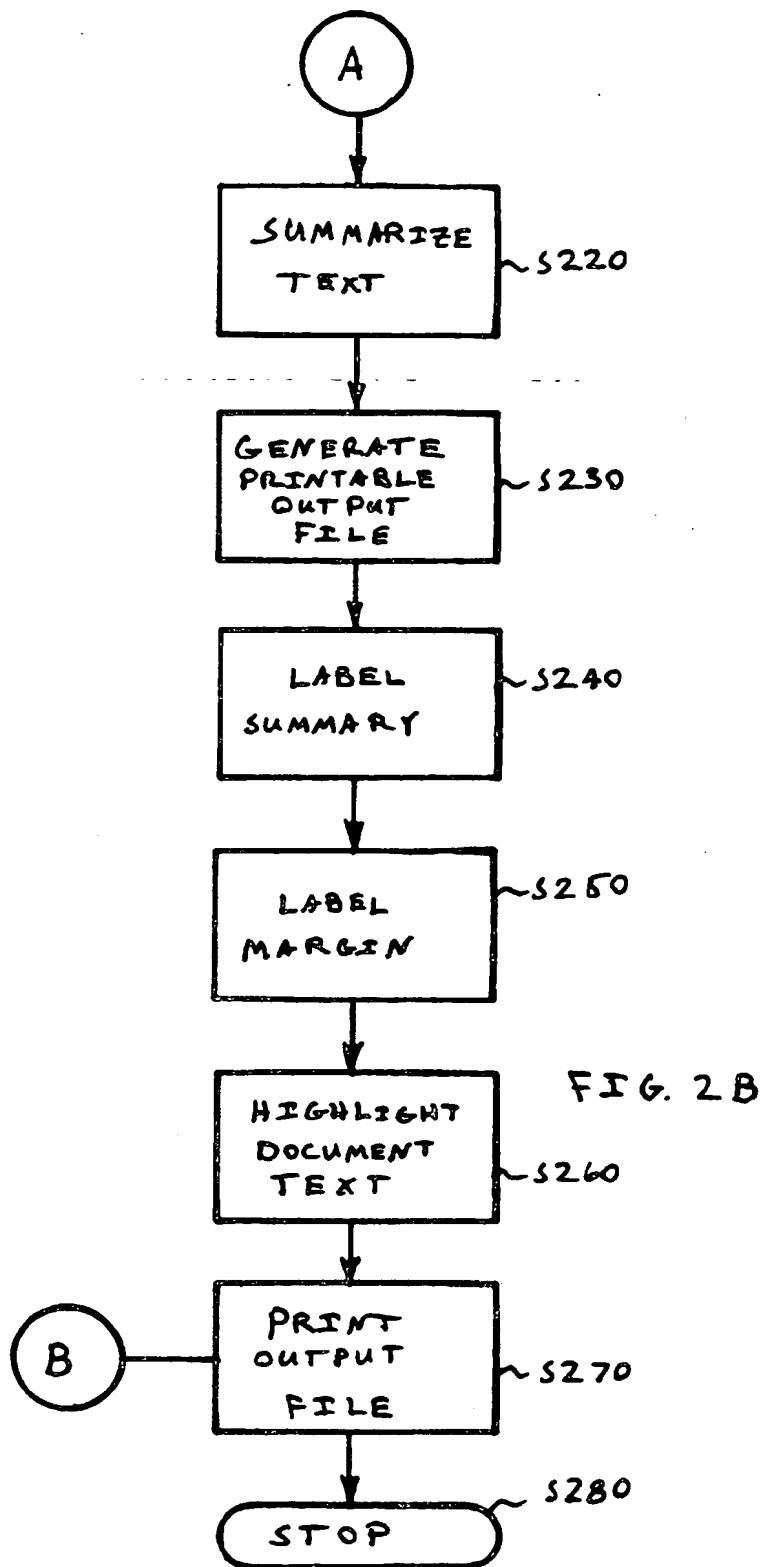 A
SUMMARIZE
TEXT
S220
GENERATE
PRINTABLE
OUTPUT
FILE
S230
LABEL
SUMMARY
S240
LABEL
MARGIN
S250
HIGHLIGHT
DOCUMENT
TEXT
S260
FIG. 2B
B
PRINT
OUTPUT
FILE
S270
STOP
S280